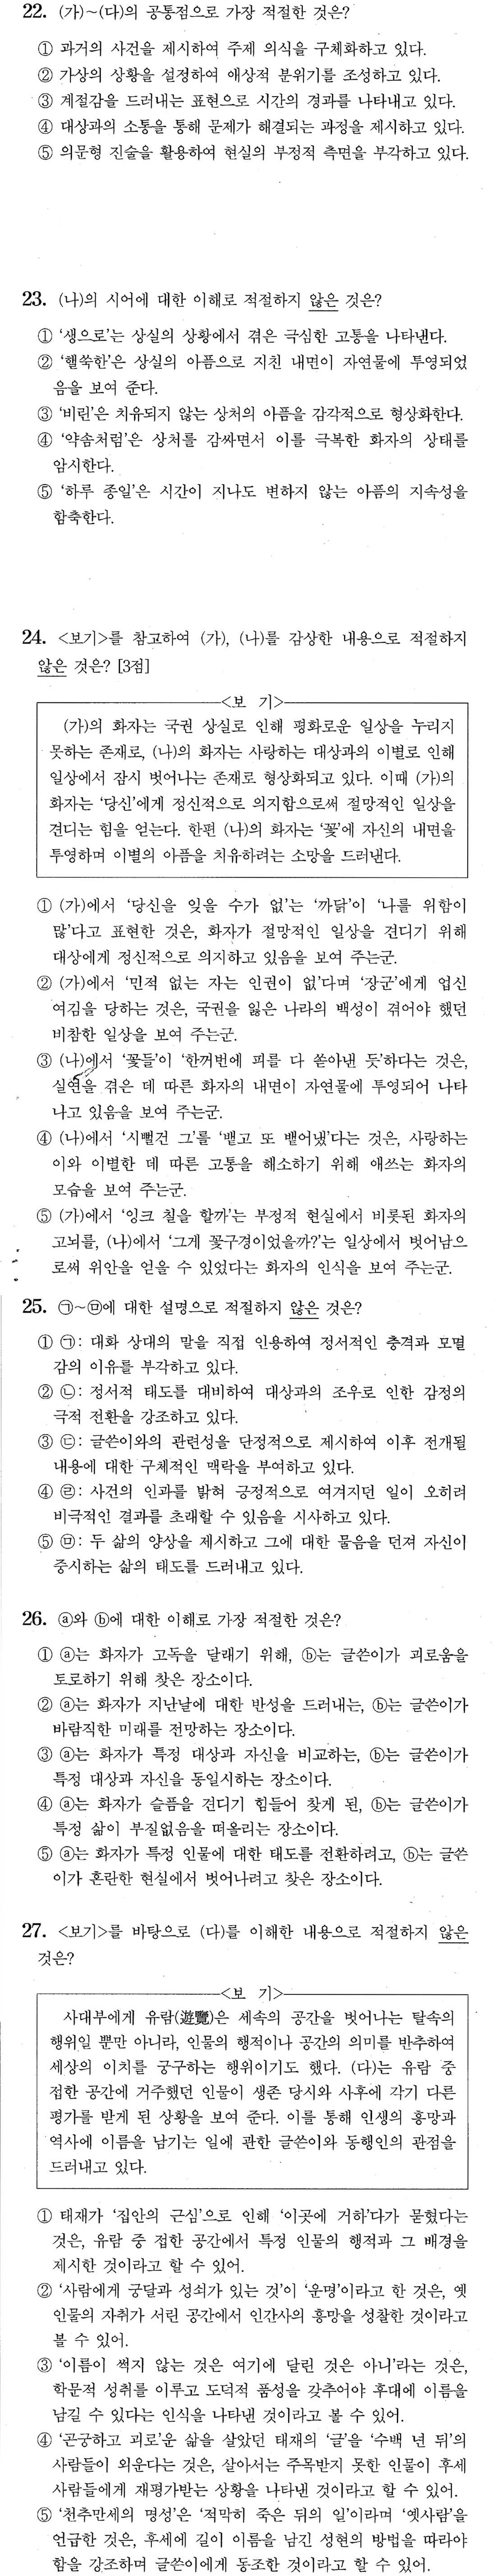 22. (가)~(다)의 공통점으로 가장 적절한 것은?
① 과거의 사건을 제시하여 주제 의식을 구체화하고 있다.
② 가상의 상황을 설정하여 애상적 분위기를 조성하고 있다.
③ 계절감을 드러내는 표현으로 시간의 경과를 나타내고 있다.
④ 대상과의 소통을 통해 문제가 해결되는 과정을 제시하고 있다.
⑤ 의문형 진술을 활용하여 현실의 부정적 측면을 부각하고 있다.
23. (나)의 시어에 대한 이해로 적절하지 않은 것은?
① ‘생으로’는 상실의 상황에서 겪은 극심한 고통을 나타낸다.
② ‘핼쑥한’은 상실의 아픔으로 지친 내면이 자연물에 투영되었
음을 보여 준다.
③ ‘비린’은 치유되지 않는 상처의 아픔을 감각적으로 형상화한다.
④ ‘약솜처럼’은 상처를 감싸면서 이를 극복한 화자의 상태를
암시한다.
⑤ ‘하루 종일’은 시간이 지나도 변하지 않는 아픔의 지속성을
함축한다.
24. <보기>를 참고하여 (가), (나)를 감상한 내용으로 적절하지
않은 것은? [3점]
<보 기>
(가)의 화자는 국권 상실로 인해 평화로운 일상을 누리지
못하는 존재로, (나)의 화자는 사랑하는 대상과의 이별로 인해
일상에서 잠시 벗어나는 존재로 형상화되고 있다. 이때 (가)의
화자는 ‘당신’에게 정신적으로 의지함으로써 절망적인 일상을
견디는 힘을 얻는다. 한편 (나)의 화자는 ‘꽃’에 자신의 내면을
투영하며 이별의 아픔을 치유하려는 소망을 드러낸다.
① (가)에서 ‘당신을 잊을 수가 없’는 ‘까닭’이 ‘나를 위함이
많’다고 표현한 것은, 화자가 절망적인 일상을 견디기 위해
대상에게 정신적으로 의지하고 있음을 보여 주는군.
② (가)에서 ‘민적 없는 자는 인권이 없’다며 ‘장군’에게 업신
여김을 당하는 것은, 국권을 잃은 나라의 백성이 겪어야 했던
비참한 일상을 보여 주는군.
③ (나)에서 ‘꽃들’이 ‘한꺼번에 피를 다 쏟아낸 듯’하다는 것은,
실연을 겪은 데 따른 화자의 내면이 자연물에 투영되어 나타
나고 있음을 보여 주는군.
④ (나)에서 ‘시뻘건 그’를 ‘뱉고 또 뱉어냈’다는 것은, 사랑하는
이와 이별한 데 따른 고통을 해소하기 위해 애쓰는 화자의
모습을 보여 주는군.
⑤ (가)에서 ‘잉크 칠을 할까’는 부정적 현실에서 비롯된 화자의
고뇌를, (나)에서 ‘그게 꽃구경이었을까?’는 일상에서 벗어남으
로써 위안을 얻을 수 있었다는 화자의 인식을 보여 주는군.
25. ㉠~㉤에 대한 설명으로 적절하지 않은 것은?
① ㉠: 대화 상대의 말을 직접 인용하여 정서적인 충격과 모멸
감의 이유를 부각하고 있다.
② ㉡: 정서적 태도를 대비하여 대상과의 조우로 인한 감정의
극적 전환을 강조하고 있다.
③ ㉢: 글쓴이와의 관련성을 단정적으로 제시하여 이후 전개될
내용에 대한 구체적인 맥락을 부여하고 있다.
④ ㉣: 사건의 인과를 밝혀 긍정적으로 여겨지던 일이 오히려
비극적인 결과를 초래할 수 있음을 시사하고 있다.
⑤ ㉤: 두 삶의 양상을 제시하고 그에 대한 물음을 던져 자신이
중시하는 삶의 태도를 드러내고 있다.
26. ⓐ와 ⓑ에 대한 이해로 가장 적절한 것은?
① ⓐ는 화자가 고독을 달래기 위해, ⓑ는 글쓴이가 괴로움을
토로하기 위해 찾은 장소이다.
② ⓐ는 화자가 지난날에 대한 반성을 드러내는, ⓑ는 글쓴이가
바람직한 미래를 전망하는 장소이다.
③ ⓐ는 화자가 특정 대상과 자신을 비교하는, ⓑ는 글쓴이가
특정 대상과 자신을 동일시하는 장소이다.
④ ⓐ는 화자가 슬픔을 견디기 힘들어 찾게 된, ⓑ는 글쓴이가
특정 삶이 부질없음을 떠올리는 장소이다.
⑤ ⓐ는 화자가 특정 인물에 대한 태도를 전환하려고, ⓑ는 글쓴
이가 혼란한 현실에서 벗어나려고 찾은 장소이다.
27. <보기>를 바탕으로 (다)를 이해한 내용으로 적절하지 않은
것은?
<보 기>
사대부에게 유람(遊覽)은 세속의 공간을 벗어나는 탈속의
행위일 뿐만 아니라, 인물의 행적이나 공간의 의미를 반추하여
세상의 이치를 궁구하는 행위이기도 했다. (다)는 유람 중
접한 공간에 거주했던 인물이 생존 당시와 사후에 각기 다른
평가를 받게 된 상황을 보여 준다. 이를 통해 인생의 흥망과
역사에 이름을 남기는 일에 관한 글쓴이와 동행인의 관점을
드러내고 있다.
① 태재가 ‘집안의 근심’으로 인해 ‘이곳에 거하’다가 묻혔다는
것은, 유람 중 접한 공간에서 특정 인물의 행적과 그 배경을
제시한 것이라고 할 수 있어.
② ‘사람에게 궁달과 성쇠가 있는 것’이 ‘운명’이라고 한 것은, 옛
인물의 자취가 서린 공간에서 인간사의 흥망을 성찰한 것이라고
볼 수 있어.
③ ‘이름이 썩지 않는 것은 여기에 달린 것은 아니’라는 것은,
학문적 성취를 이루고 도덕적 품성을 갖추어야 후대에 이름을
남길 수 있다는 인식을 나타낸 것이라고 볼 수 있어.
④ ‘곤궁하고 괴로’운 삶을 살았던 태재의 ‘글’을 ‘수백 년 뒤’의
사람들이 외운다는 것은, 살아서는 주목받지 못한 인물이 후세
사람들에게 재평가받는 상황을 나타낸 것이라고 할 수 있어.
⑤ ‘천추만세의 명성’은 ‘적막히 죽은 뒤의 일’이라며 ‘옛사람’을
언급한 것은, 후세에 길이 이름을 남긴 성현의 방법을 따라야
함을 강조하며 글쓴이에게 동조한 것이라고 할 수 있어.